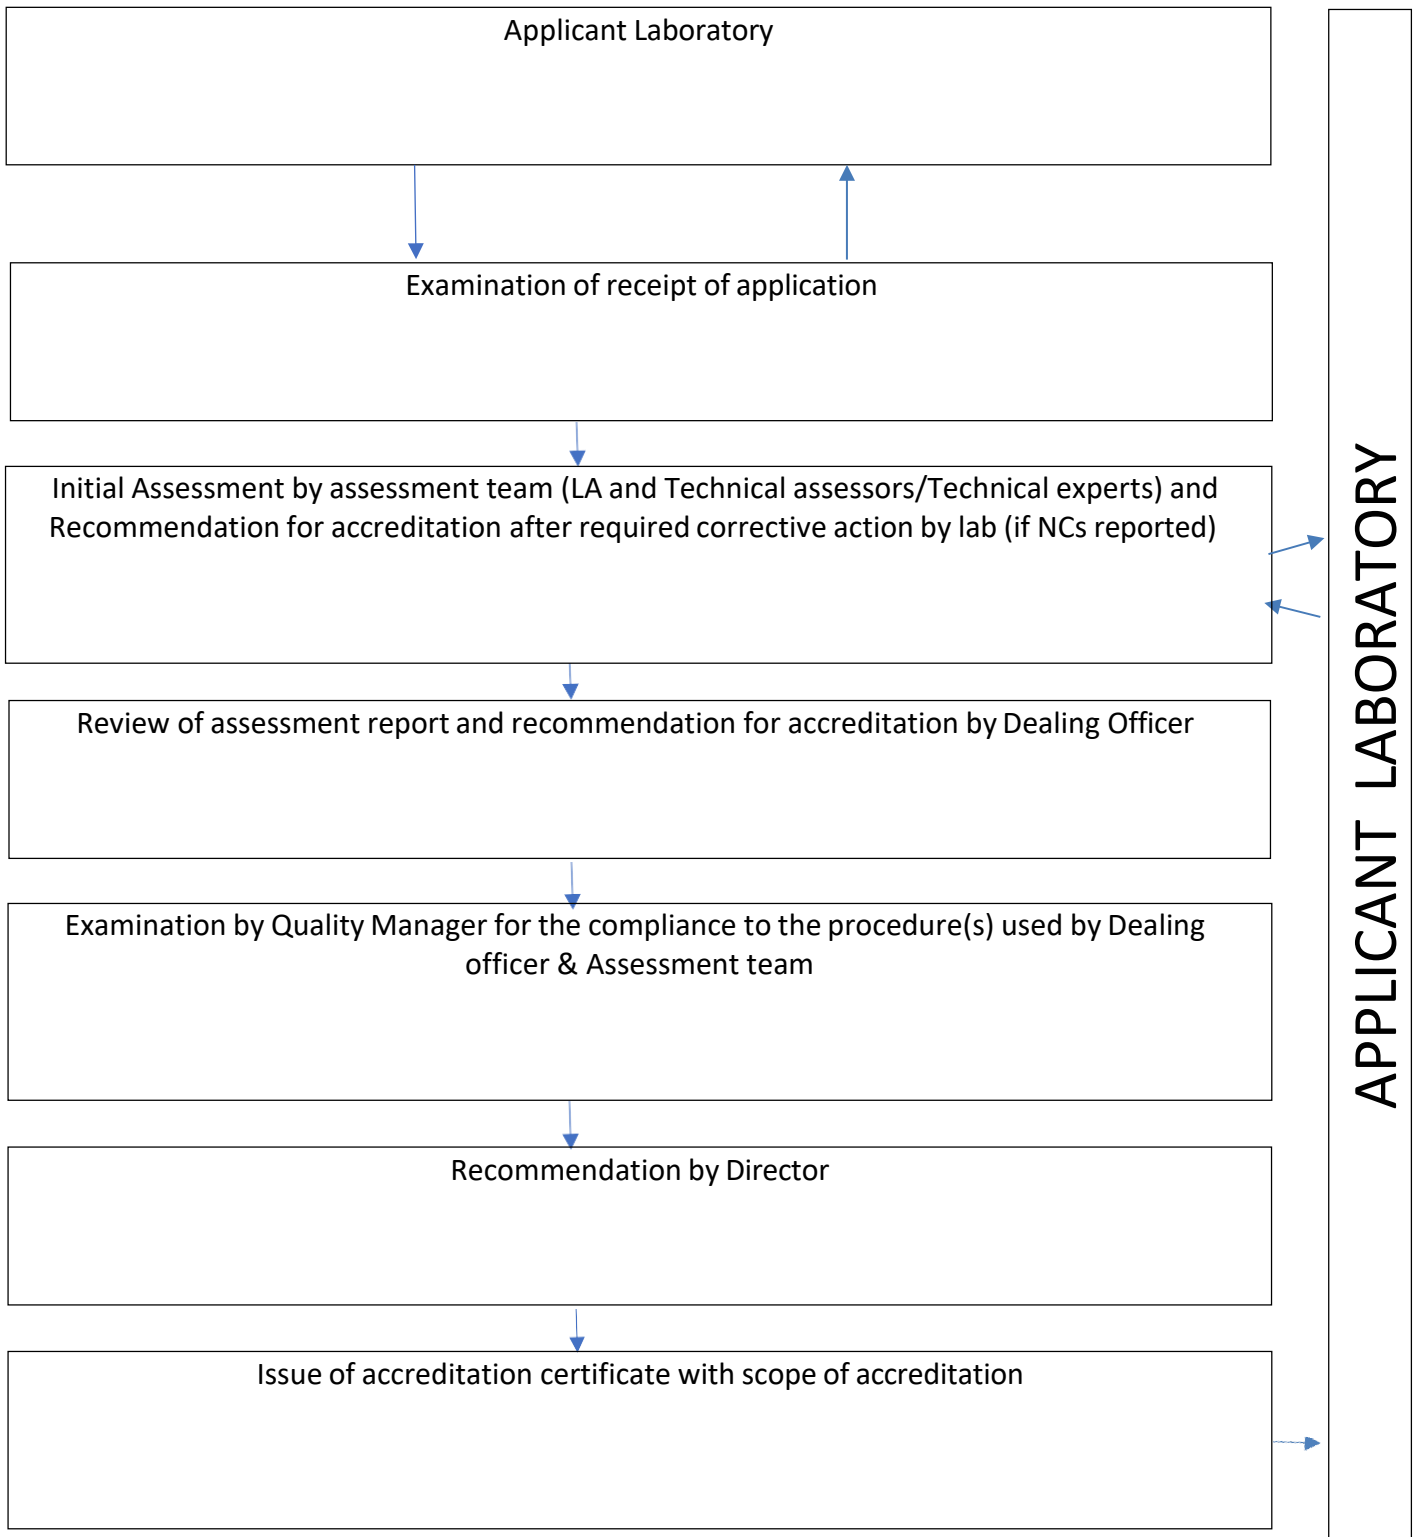 Applicant Laboratory
Examination of receipt of application
Initial Assessment by assessment team (LA and Technical assessors/Technical experts) and
Recommendation for accreditation after required corrective action by lab (if NCs reported)
Review of assessment report and recommendation for accreditation by Dealing Officer
Examination by Quality Manager for the compliance to the procedure(s) used by Dealing
officer & Assessment team
Recommendation by Director
Issue of accreditation certificate with scope of accreditation
APPLICANT LABORATORY